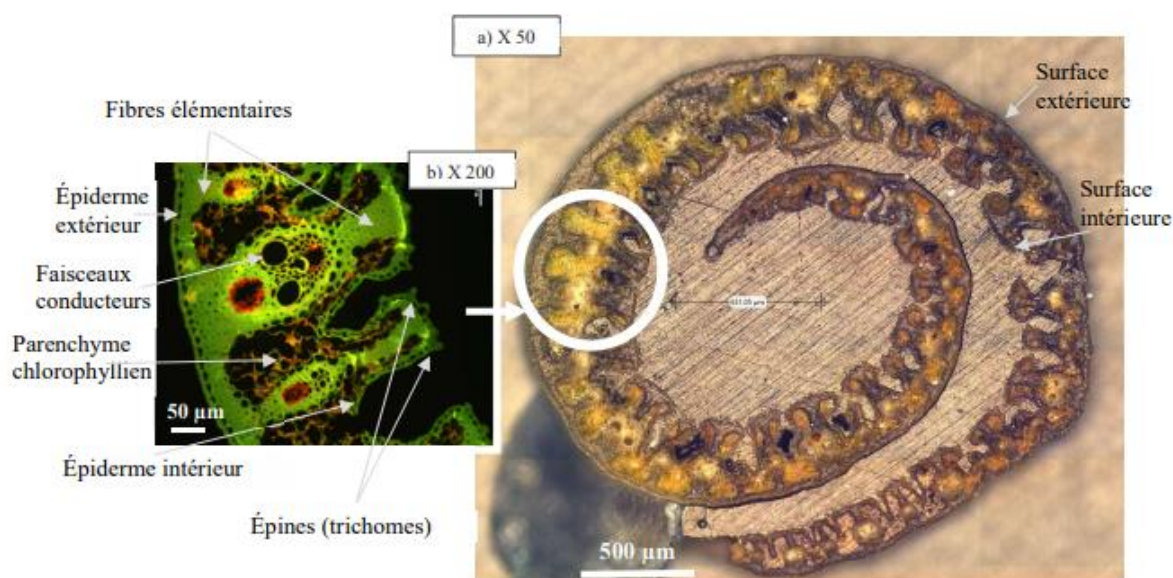 a) X 50
Surface
extérieure
Fibres élémentaires
b) X 200
Épiderme
extérieur
Surface
intérieure
Faisceaux
conducteurs
Parenchyme
chlorophyllien
50 µm
Épiderme intérieur
Épines (trichomes)
500 µm